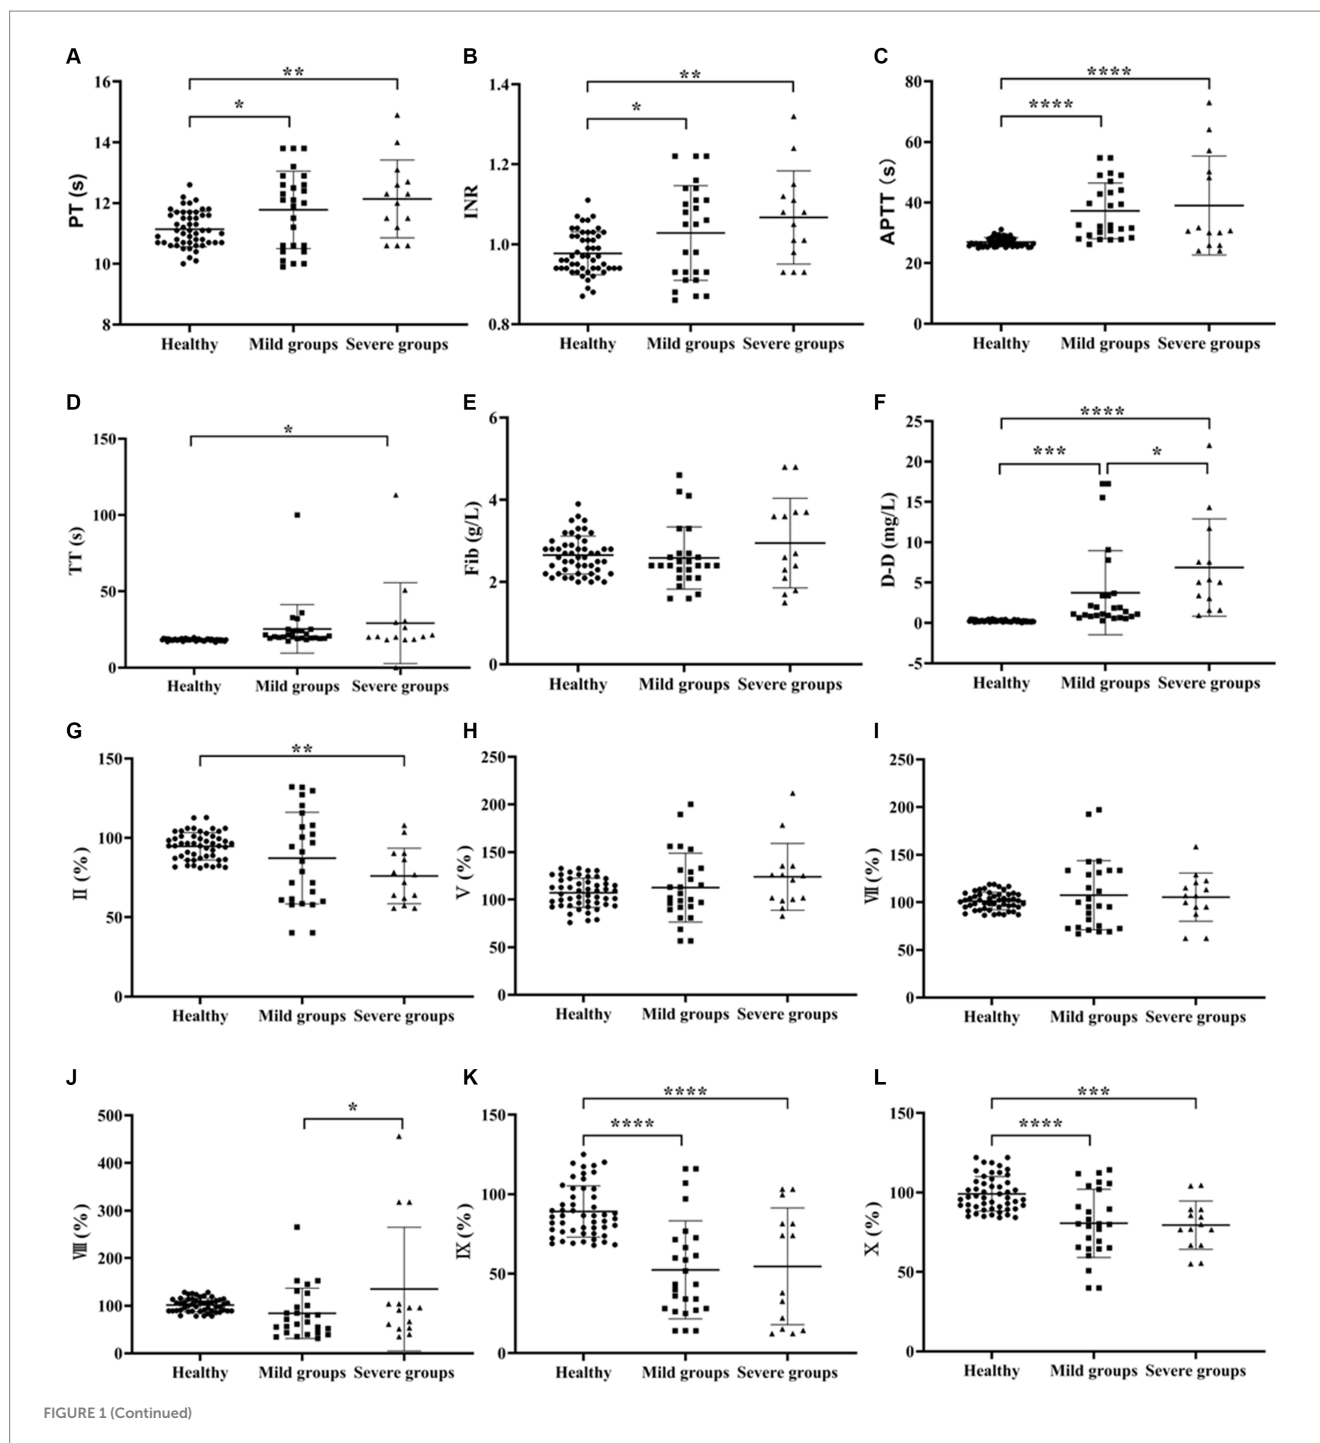 A
PT (s)
16
14
12
10
8
**
*
Healthy Mild groups Severe groups
B
INR
1.4
1.2
1.0
0.8
**
*
Healthy Mild groups Severe groups
C
APTT (s)
80
60
40
20
0
****
****
Healthy Mild groups Severe groups
D
TT (s)
150
100
50
0
*
Healthy Mild groups Severe groups
E
Fib (g/L)
6
4
2
0
Healthy Mild groups Severe groups
F
D-D (mg/L)
25
20
15
10
5
0
-5
****
*** *
Healthy Mild groups Severe groups
G
II (%)
150
100
50
0
**
Healthy Mild groups Severe groups
H
V (%)
250
200
150
100
50
0
Healthy Mild groups Severe groups
I
Ⅶ (%)
250
200
150
100
50
0
Healthy Mild groups Severe groups
J
Ⅷ (%)
500
400
300
200
100
0
*
Healthy Mild groups Severe groups
K
IX (%)
150
100
50
0
****
****
Healthy Mild groups Severe groups
L
X (%)
150
100
50
0
***
****
Healthy Mild groups Severe groups
FIGURE 1 (Continued)